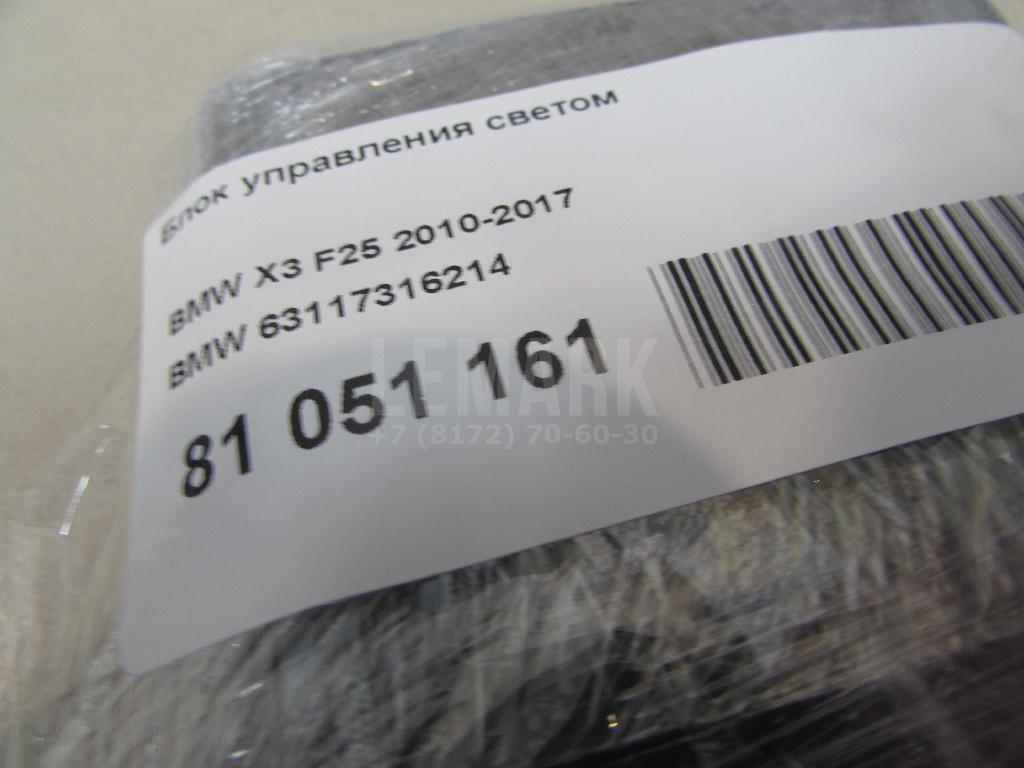 Блок управления светом
BMW X3 F25 2010-2017
BMW 63117316214
81 051 161
LEMARK
+7 (8172) 70-60-30